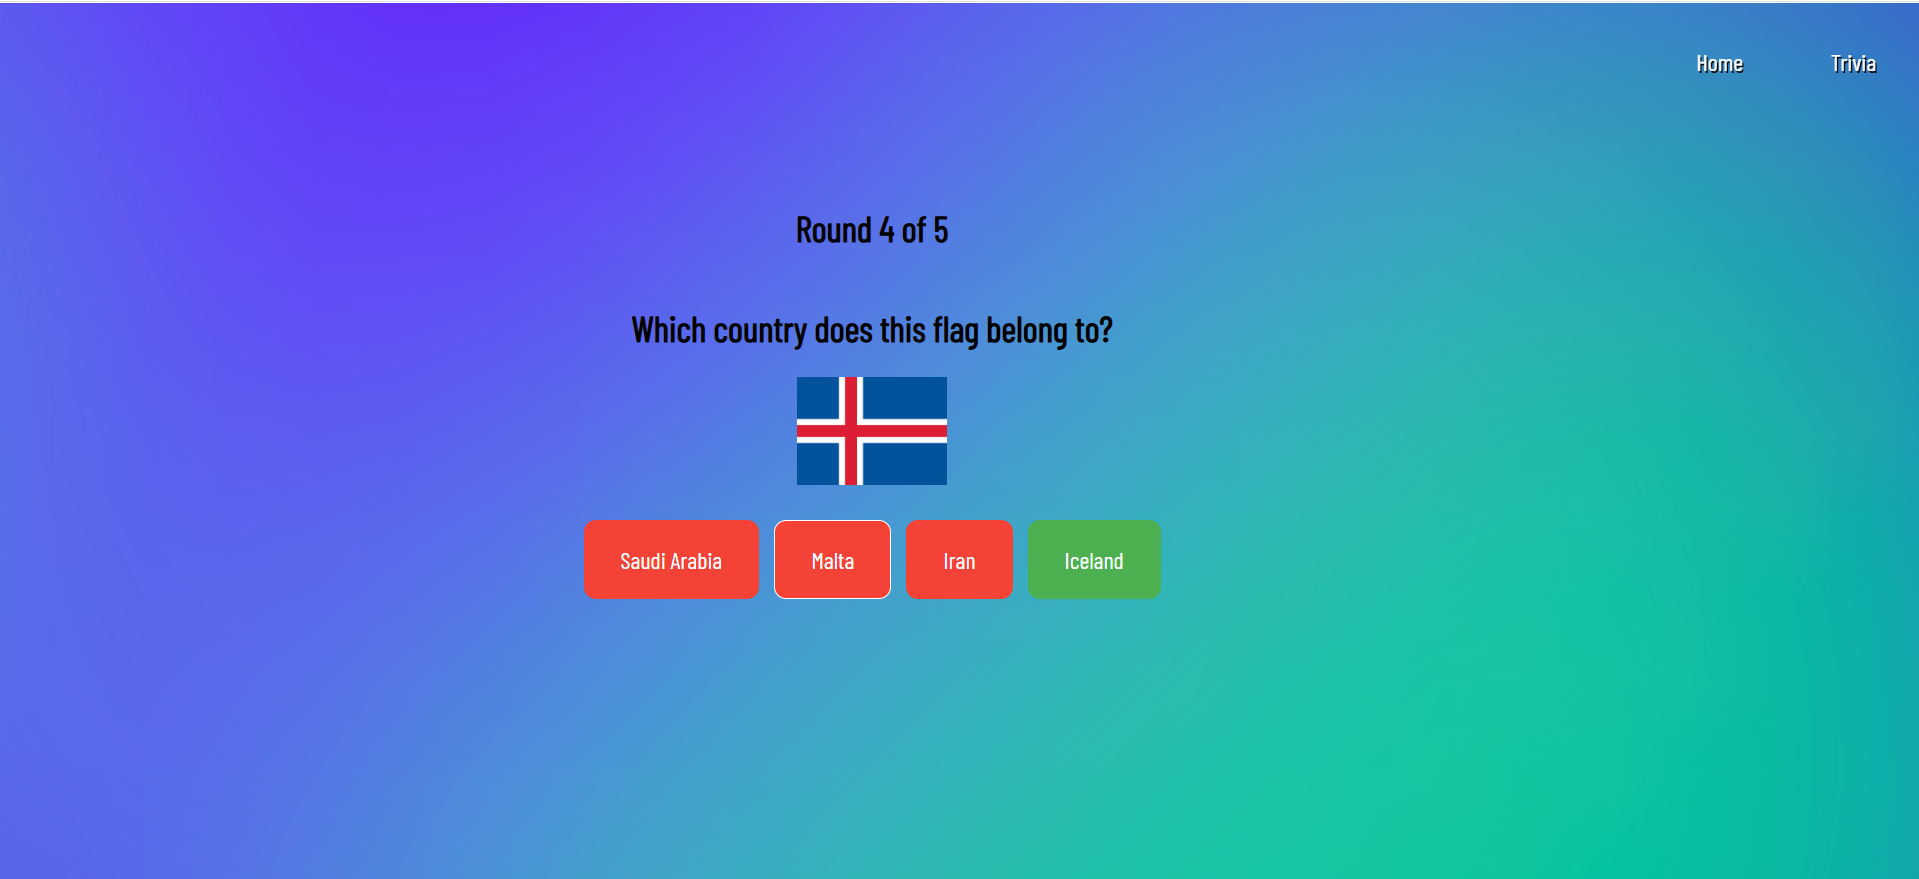 Home Trivia
Round 4 of 5
Which country does this flag belong to?
Saudi Arabia Malta Iran Iceland